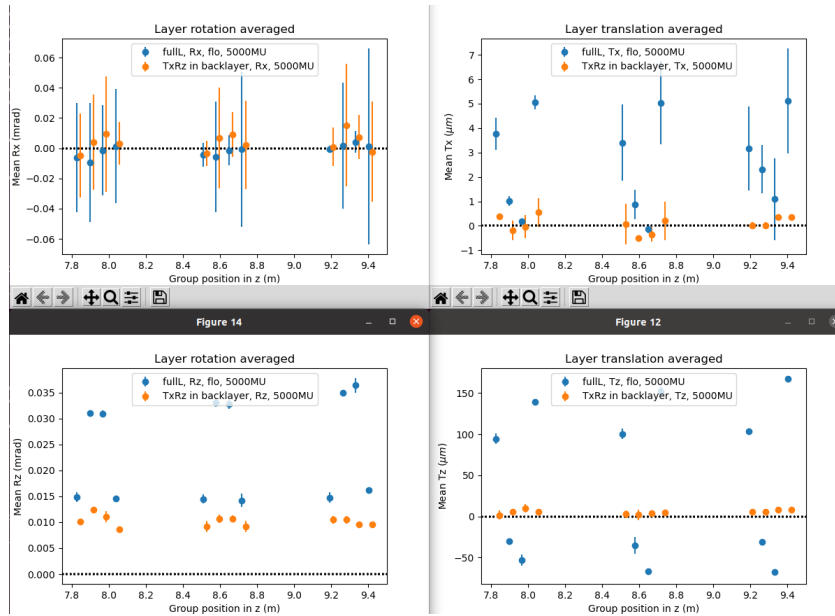 Layer rotation averaged
fullL, Rx, flo, 5000MU
TxRz in backlayer, Rx, 5000MU
Mean Rx (mrad)
0.06
0.04
0.02
0.00
−0.02
−0.04
−0.06
7.8 8.0 8.2 8.4 8.6 8.8 9.0 9.2 9.4
Group position in z (m)
Layer translation averaged
fullL, Tx, flo, 5000MU
TxRz in backlayer, Tx, 5000MU
Mean Tx (μm)
7
6
5
4
3
2
1
0
−1
7.8 8.0 8.2 8.4 8.6 8.8 9.0 9.2 9.4
Group position in z (m)
Figure 14
Layer rotation averaged
fullL, Rz, flo, 5000MU
TxRz in backlayer, Rz, 5000MU
Mean Rz (mrad)
0.035
0.030
0.025
0.020
0.015
0.010
0.005
0.000
7.8 8.0 8.2 8.4 8.6 8.8 9.0 9.2 9.4
Group position in z (m)
Figure 12
Layer translation averaged
fullL, Tz, flo, 5000MU
TxRz in backlayer, Tz, 5000MU
Mean Tz (μm)
150
100
50
0
−50
7.8 8.0 8.2 8.4 8.6 8.8 9.0 9.2 9.4
Group position in z (m)